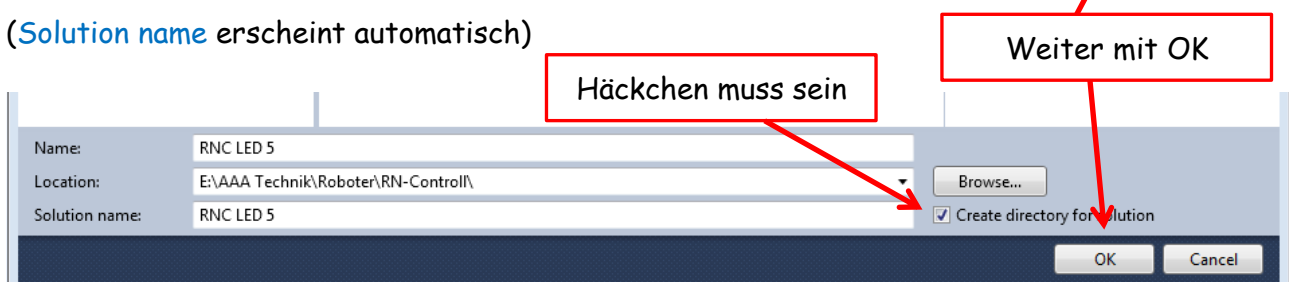 (Solution name erscheint automatisch)
Weiter mit OK
Häckchen muss sein
Name: RNC LED 5
Location: E:\AAA Technik\Roboter\RN-Controll\ Browse...
Solution name: RNC LED 5 Create directory for solution
OK Cancel